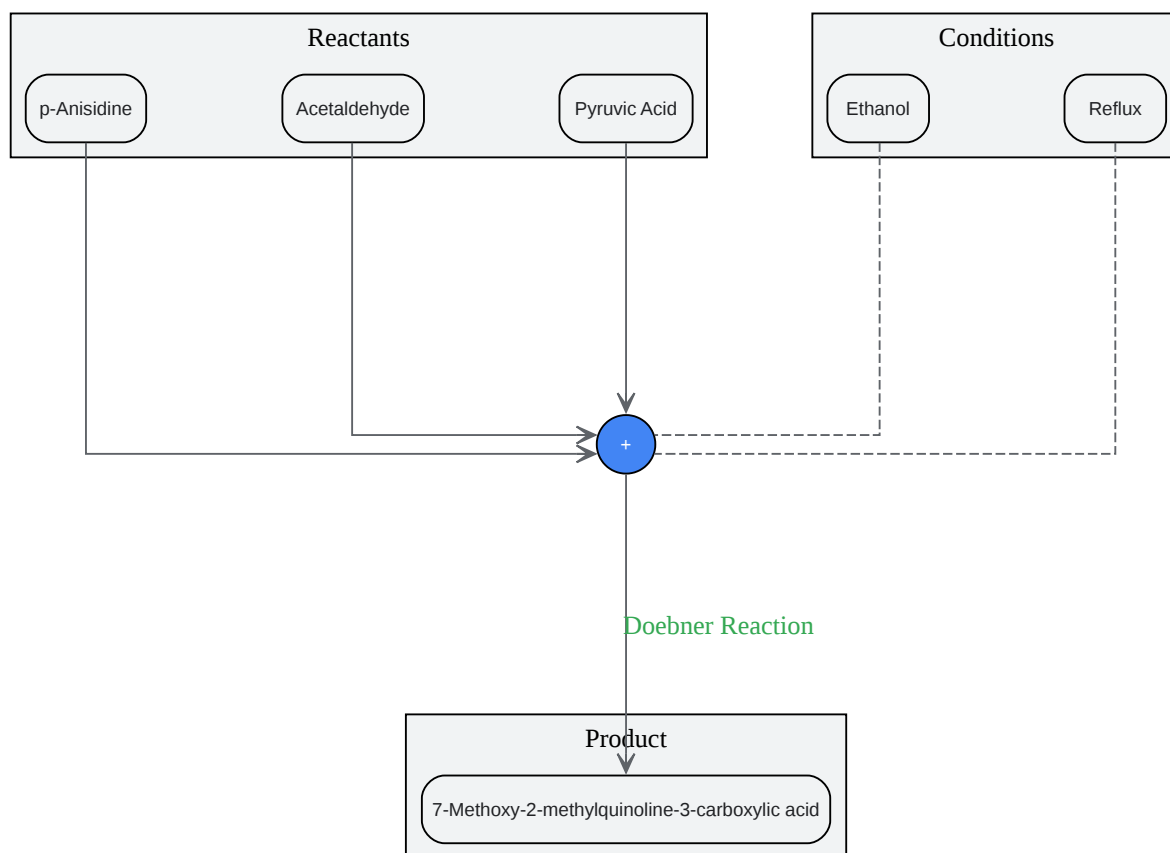 Reactants
Conditions
p-Anisidine
Acetaldehyde
Pyruvic Acid
Ethanol
Reflux
+
Doebner Reaction
Product
7-Methoxy-2-methylquinoline-3-carboxylic acid